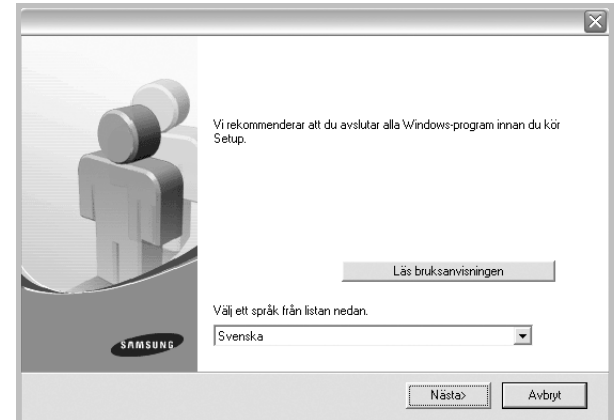 Vi rekommenderar att du avslutar alla Windows-program innan du kör
Setup.
Läs bruksanvisningen
Välj ett språk från listan nedan.
Svenska
SAMSUNG
Nästa>
Avbryt